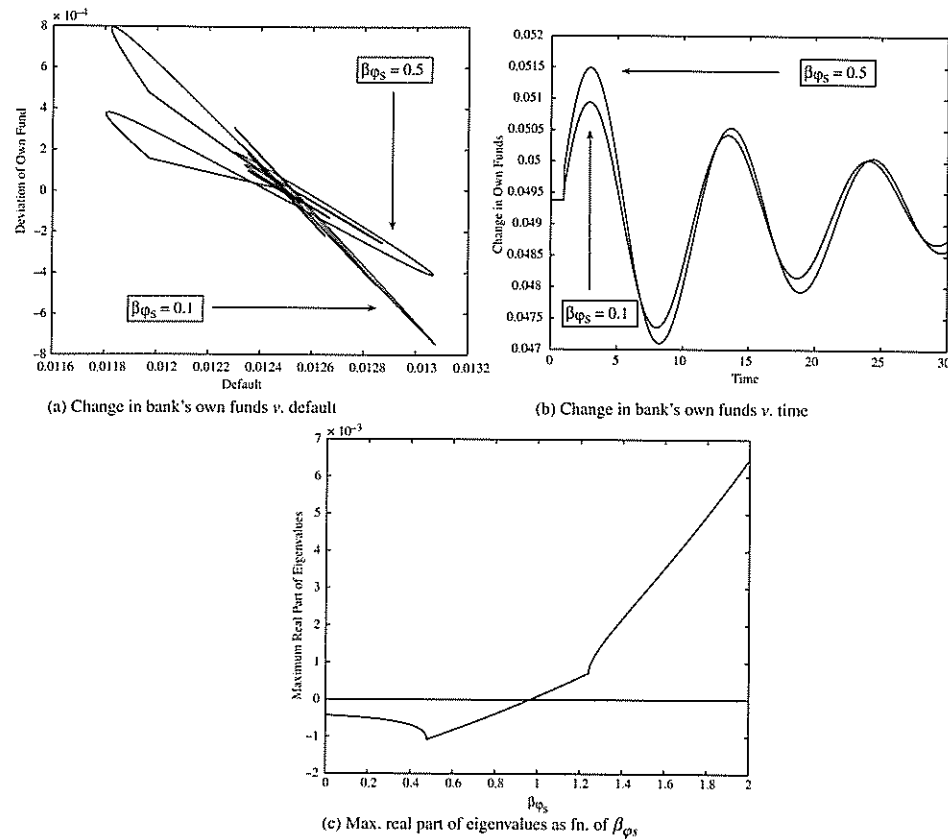 × 10⁻⁴
8
6
4
2
0
−2
−4
−6
−8
Deviation of Own Fund
βφS = 0.5
βφS = 0.1
0.0116 0.0118 0.012 0.0122 0.0124 0.0126 0.0128 0.013 0.0132
Default
(a) Change in bank's own funds v. default
0.052
0.0515
0.051
0.0505
0.05
0.0495
0.049
0.0485
0.048
0.0475
0.047
Change in Own Funds
βφS = 0.5
βφS = 0.1
0 5 10 15 20 25 30
Time
(b) Change in bank's own funds v. time
× 10⁻³
7
6
5
4
3
2
1
0
−1
−2
Maximum Real Part of Eigenvalues
0 0.2 0.4 0.6 0.8 1 1.2 1.4 1.6 1.8 2
βφS
(c) Max. real part of eigenvalues as fn. of βφs